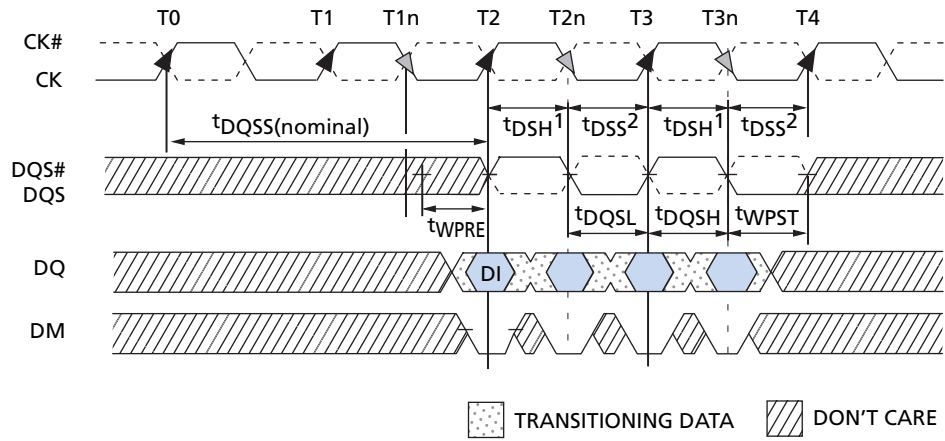 T0 T1 T1n T2 T2n T3 T3n T4
CK#
CK
tDSH1 tDSS2 tDSH1 tDSS2
tDQSS(nominal)
DQS#
DQS
tWPRE
tDQSL tDQSH tWPST
DQ
DI
DM
TRANSITIONING DATA DON'T CARE